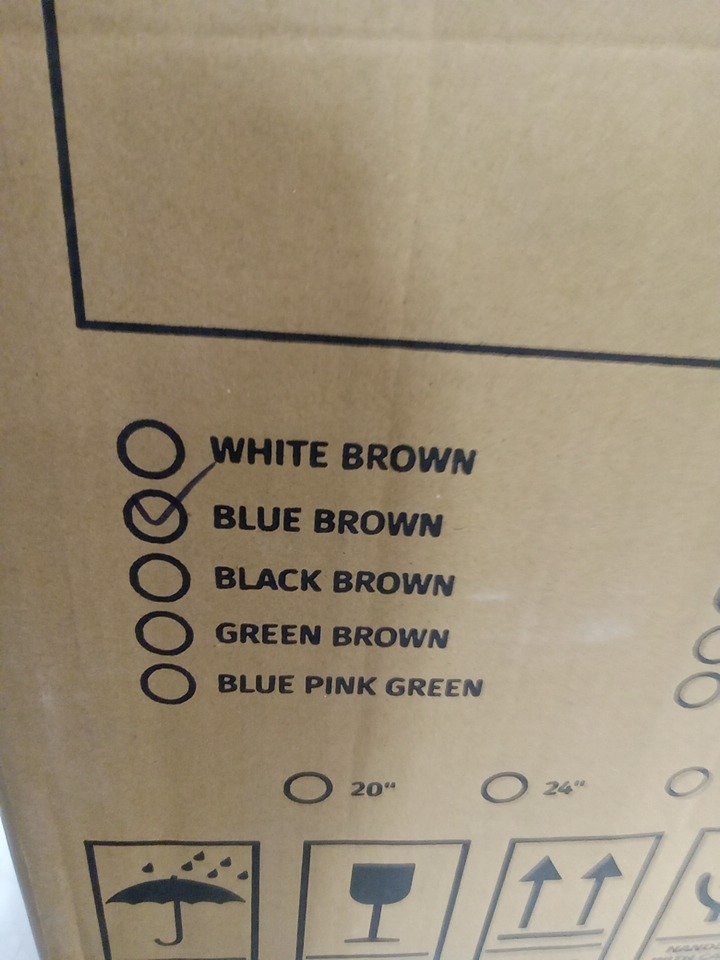 WHITE BROWN
BLUE BROWN
BLACK BROWN
GREEN BROWN
BLUE PINK GREEN
20" 24"